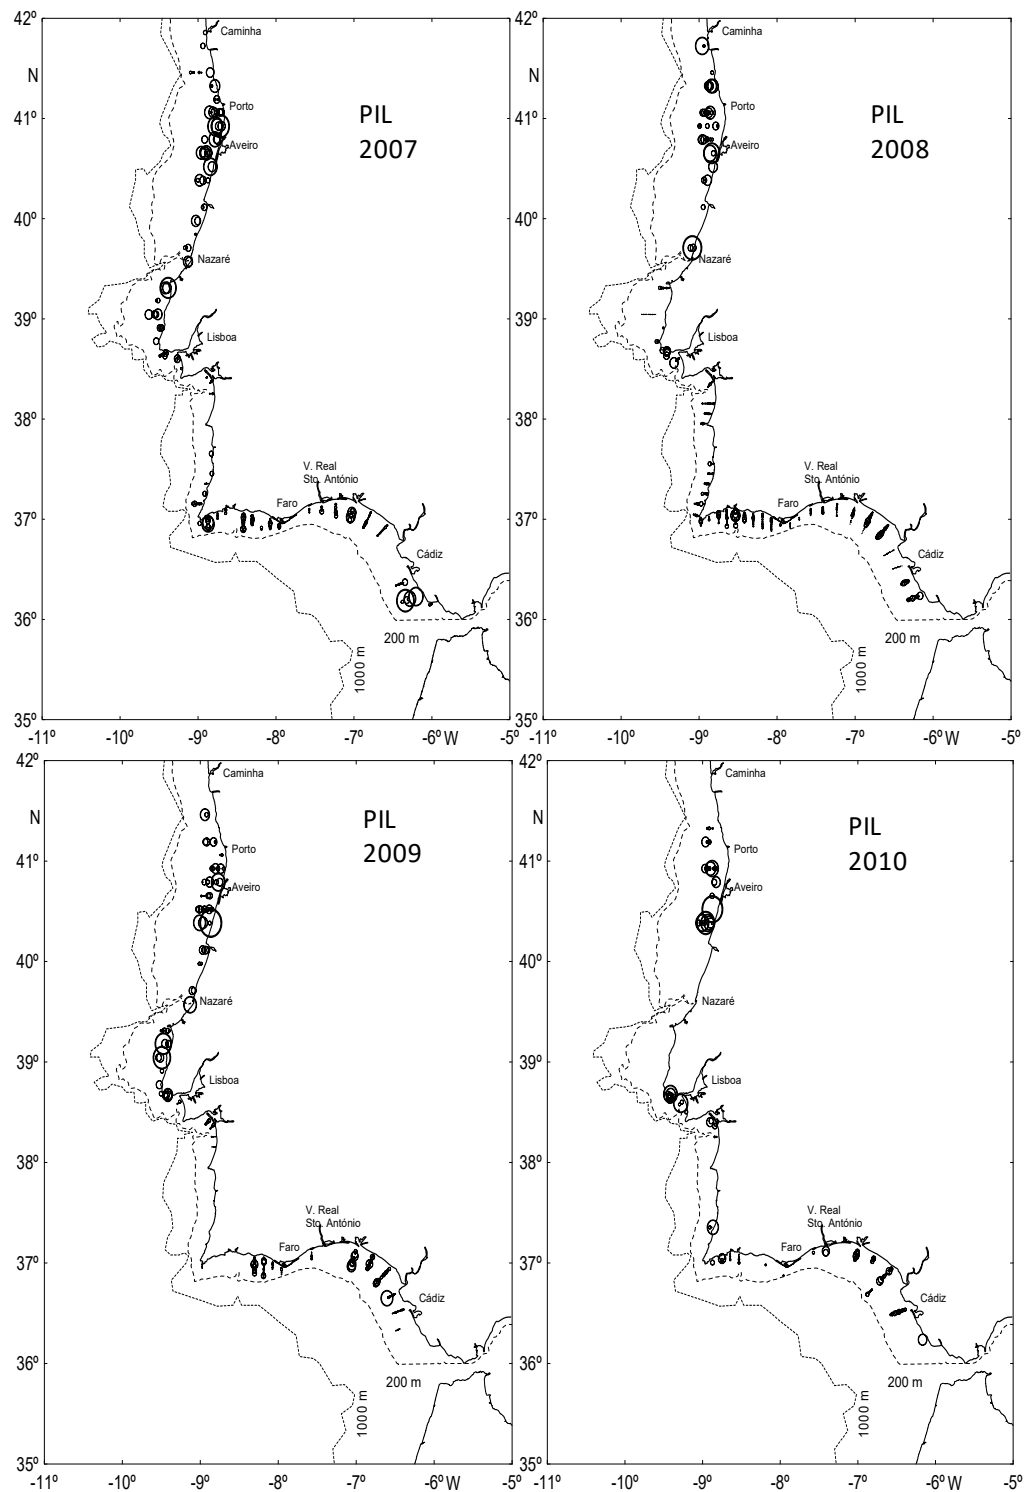 42º
Caminha
N
41º
Porto
PIL
2007
Aveiro
40º
Nazaré
39º
Lisboa
38º
V. Real
Sto. António
Faro
37º
Cádiz
36º
200 m
1000 m
35º
-11º -10º -9º -8º -7º -6º W -5º
42º
Caminha
N
41º
Porto
PIL
2008
Aveiro
40º
Nazaré
39º
Lisboa
38º
V. Real
Sto. António
Faro
37º
Cádiz
36º
200 m
1000 m
35º
-11º -10º -9º -8º -7º -6º W -5º
42º
Caminha
N
41º
Porto
PIL
2009
Aveiro
40º
Nazaré
39º
Lisboa
38º
V. Real
Sto. António
Faro
37º
Cádiz
36º
200 m
1000 m
35º
-11º -10º -9º -8º -7º -6º W -5º
42º
Caminha
N
41º
Porto
PIL
2010
Aveiro
40º
Nazaré
39º
Lisboa
38º
V. Real
Sto. António
Faro
37º
Cádiz
36º
200 m
1000 m
35º
-11º -10º -9º -8º -7º -6º W -5º